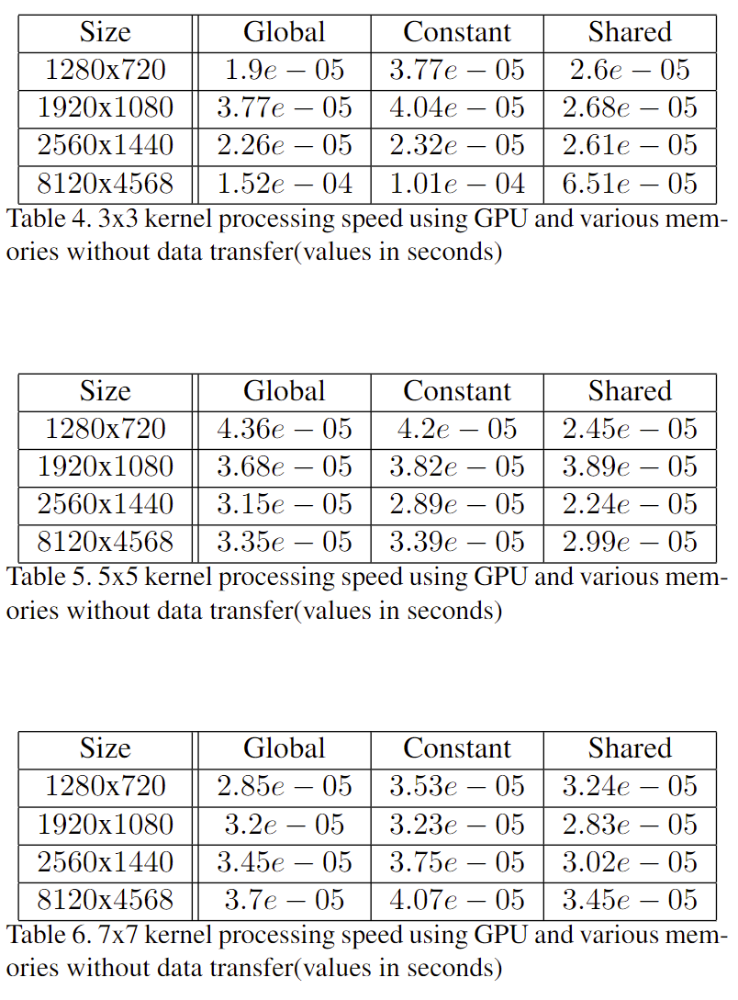 Size Global Constant Shared
1280x720 1.9e − 05 3.77e − 05 2.6e − 05
1920x1080 3.77e − 05 4.04e − 05 2.68e − 05
2560x1440 2.26e − 05 2.32e − 05 2.61e − 05
8120x4568 1.52e − 04 1.01e − 04 6.51e − 05
Table 4. 3x3 kernel processing speed using GPU and various mem-
ories without data transfer(values in seconds)
Size Global Constant Shared
1280x720 4.36e − 05 4.2e − 05 2.45e − 05
1920x1080 3.68e − 05 3.82e − 05 3.89e − 05
2560x1440 3.15e − 05 2.89e − 05 2.24e − 05
8120x4568 3.35e − 05 3.39e − 05 2.99e − 05
Table 5. 5x5 kernel processing speed using GPU and various mem-
ories without data transfer(values in seconds)
Size Global Constant Shared
1280x720 2.85e − 05 3.53e − 05 3.24e − 05
1920x1080 3.2e − 05 3.23e − 05 2.83e − 05
2560x1440 3.45e − 05 3.75e − 05 3.02e − 05
8120x4568 3.7e − 05 4.07e − 05 3.45e − 05
Table 6. 7x7 kernel processing speed using GPU and various mem-
ories without data transfer(values in seconds)